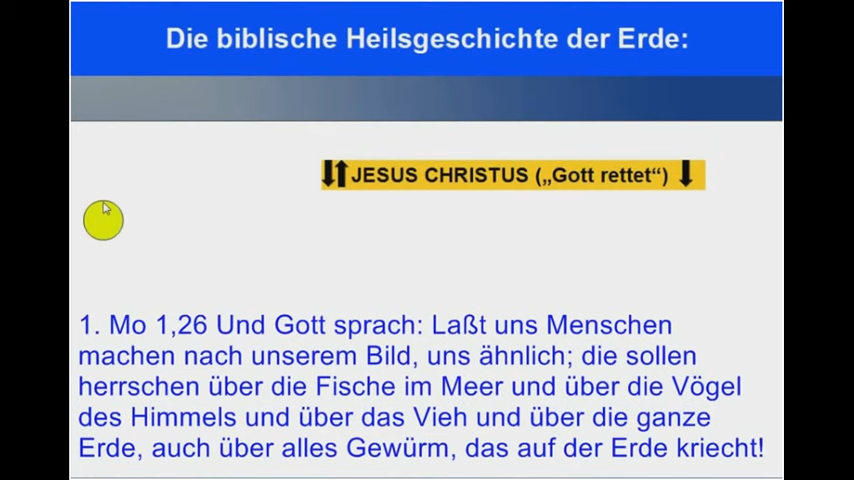 Die biblische Heilsgeschichte der Erde:
JESUS CHRISTUS („Gott rettet“)
1. Mo 1,26 Und Gott sprach: Laßt uns Menschen
machen nach unserem Bild, uns ähnlich; die sollen
herrschen über die Fische im Meer und über die Vögel
des Himmels und über das Vieh und über die ganze
Erde, auch über alles Gewürm, das auf der Erde kriecht!